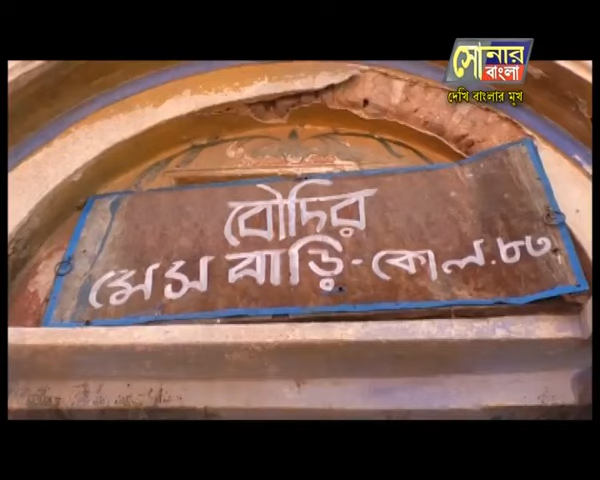 সোনার
বাংলা
দেখি বাংলার মুখ
বৌদির
মেস বাড়ি-কোল.৮৩